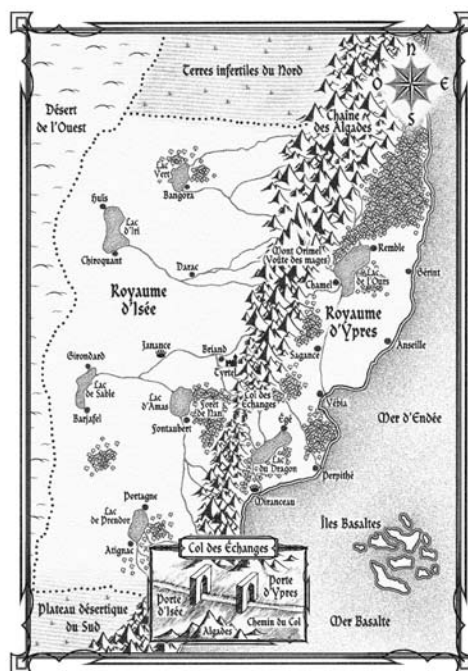 Terres infertiles du Nord
N
O
E
S
Désert
de l'Ouest
Chaîne
des Algades
Lac
Vert
Bangora
Huis
Lac
d'Iri
Chiroquant
Darac
Mont Orimel
(Voûte des mages)
Remble
Chamel
Lac
de l'Ours
Gérint
Royaume
d'Isée
Royaume
d'Ypres
Anseille
Sagance
Janance
Briand
Tyrtel
Girondard
Lac
de Sable
Barjafel
Lac
d'Amas
Forêt
de Nan
Fontaubert
Col des
Échanges
Vébia
Égé
Lac
du Dragon
Perpithé
Miranceau
Mer d'Endée
Portagne
Lac
de Prendor
Atignac
Îles Basaltes
Col des Échanges
Porte
d'Isée
Porte
d'Ypres
Algades
Chemin du Col
Plateau désertique
du Sud
Mer Basalte